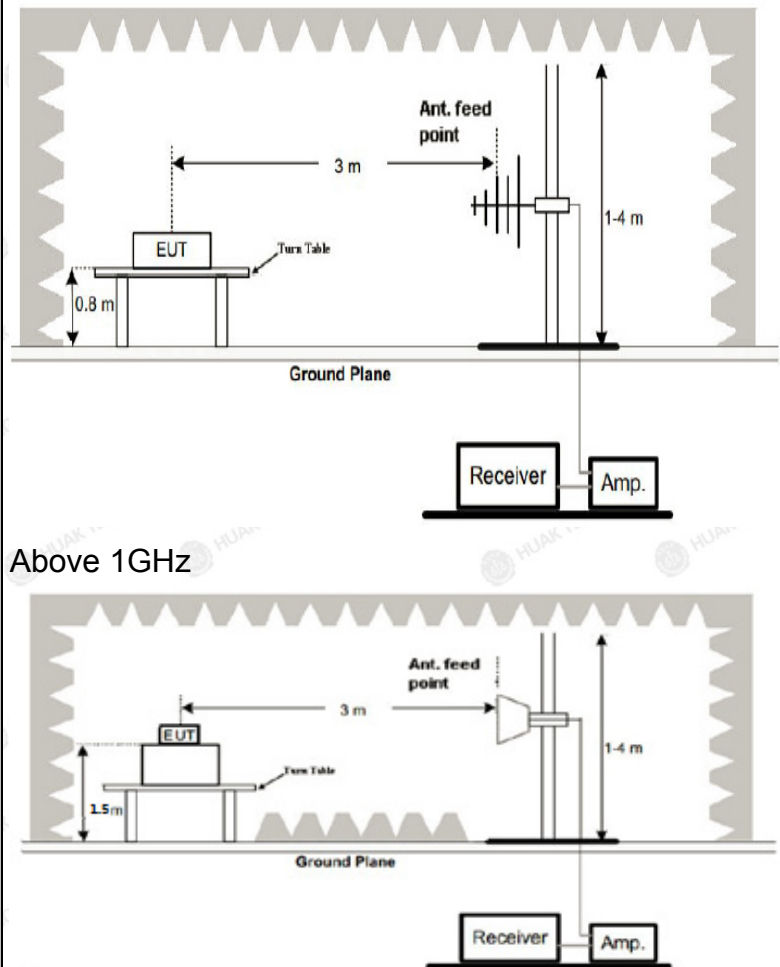 Ant. feed
point
3 m
1-4 m
EUT
Turn Table
0.8 m
Ground Plane
Receiver
Amp.
Above 1GHz
Ant. feed
point
3 m
1-4 m
EUT
Turn Table
1.5m
Ground Plane
Receiver
Amp.